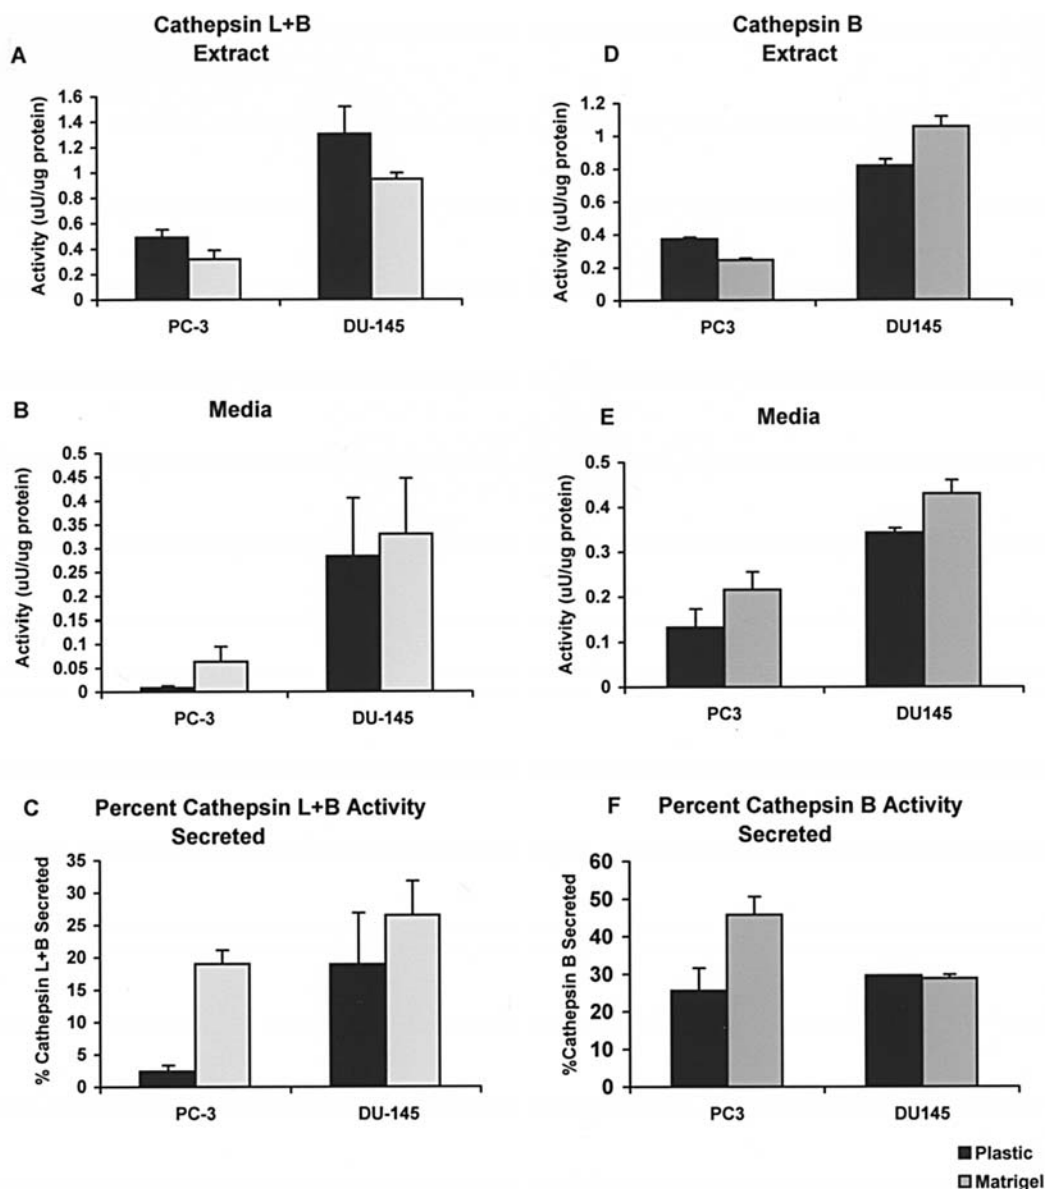 Cathepsin L+B
Extract
A
Activity (uU/ug protein)
1.6
1.4
1.2
1
0.8
0.6
0.4
0.2
0
PC-3 DU-145
Cathepsin B
Extract
D
Activity (uU/ug protein)
1.2
1
0.8
0.6
0.4
0.2
0
PC3 DU145
B
Media
Activity (uU/ug protein)
0.5
0.45
0.4
0.35
0.3
0.25
0.2
0.15
0.1
0.05
0
PC-3 DU-145
E
Media
Activity (uU/ug protein)
0.5
0.4
0.3
0.2
0.1
0
PC3 DU145
C
Percent Cathepsin L+B Activity
Secreted
% Cathepsin L+B Secreted
35
30
25
20
15
10
5
0
PC-3 DU-145
F
Percent Cathepsin B Activity
Secreted
%Cathepsin B Secreted
60
50
40
30
20
10
0
PC3 DU145
Plastic
Matrigel